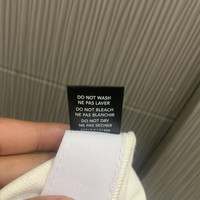 DO NOT WASH
NE PAS LAVER
DO NOT BLEACH
NE PAS BLANCHIR
DO NOT DRY
NE PAS SECHER